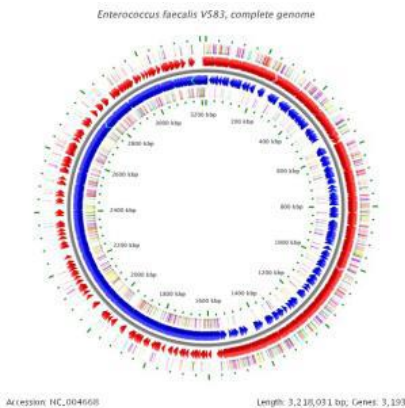 Enterococcus faecalis V583, complete genome
3200 kbp
3000 kbp
200 kbp
2800 kbp
400 kbp
2600 kbp
600 kbp
2400 kbp
800 kbp
2200 kbp
1000 kbp
2000 kbp
1200 kbp
1800 kbp
1400 kbp
1600 kbp
Accession: NC_004668
Length: 3,218,031 bp; Genes: 3,193